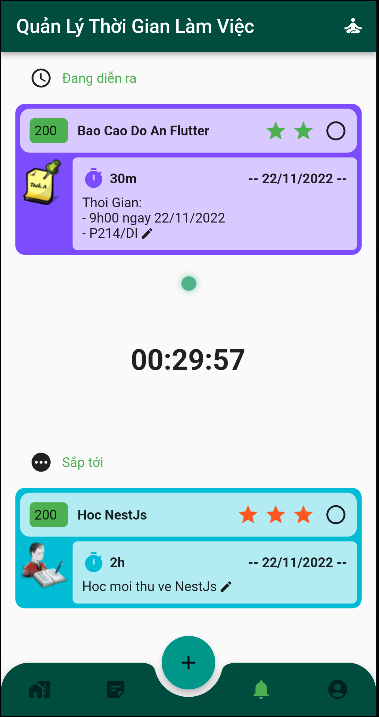 Quản Lý Thời Gian Làm Việc
Đang diễn ra
200 Bao Cao Do An Flutter
Task A
30m -- 22/11/2022 --
Thoi Gian:
- 9h00 ngay 22/11/2022
- P214/DI
00:29:57
Sắp tới
200 Hoc NestJs
2h -- 22/11/2022 --
Hoc moi thu ve NestJs